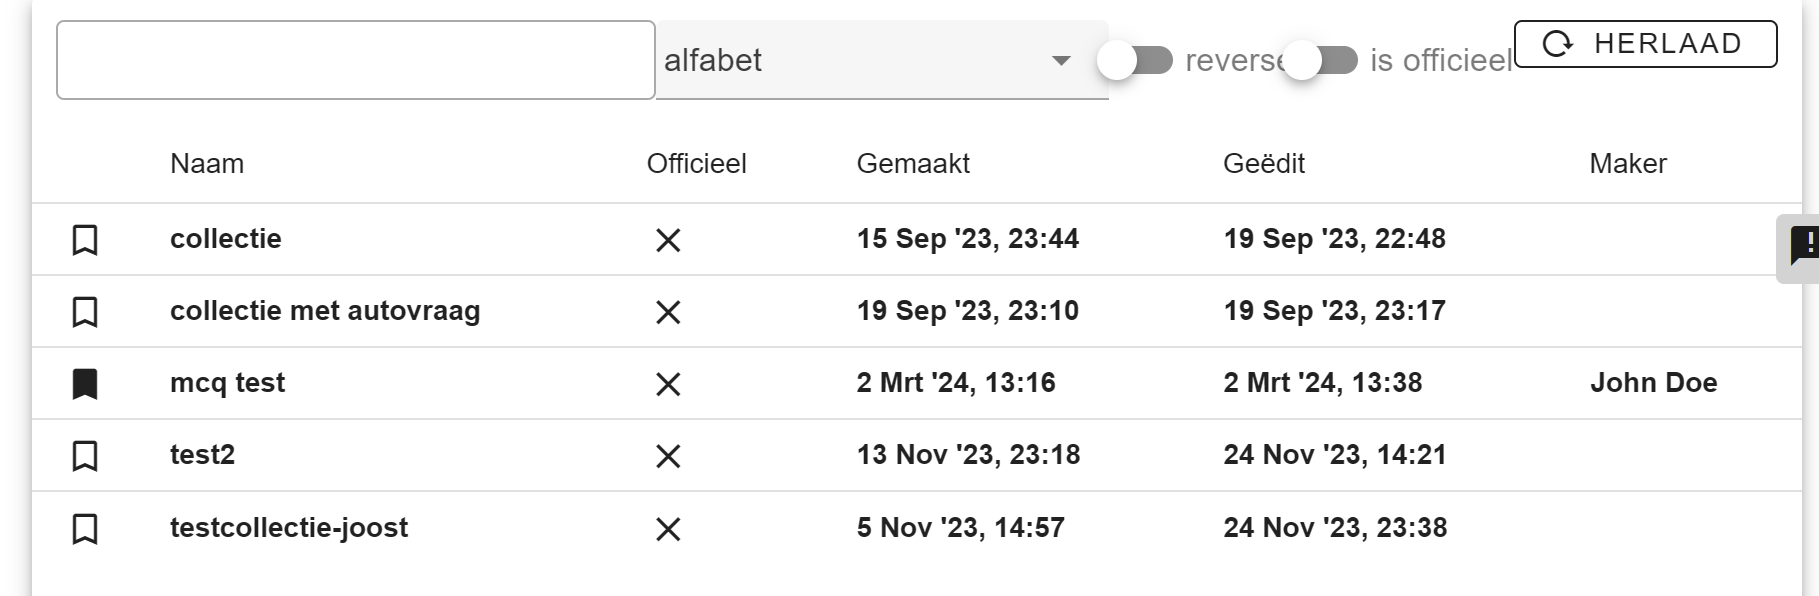 alfabet reverse is officieel HERLAAD
Naam Officieel Gemaakt Geëdit Maker
collectie 15 Sep '23, 23:44 19 Sep '23, 22:48
collectie met autovraag 19 Sep '23, 23:10 19 Sep '23, 23:17
mcq test 2 Mrt '24, 13:16 2 Mrt '24, 13:38 John Doe
test2 13 Nov '23, 23:18 24 Nov '23, 14:21
testcollectie-joost 5 Nov '23, 14:57 24 Nov '23, 23:38